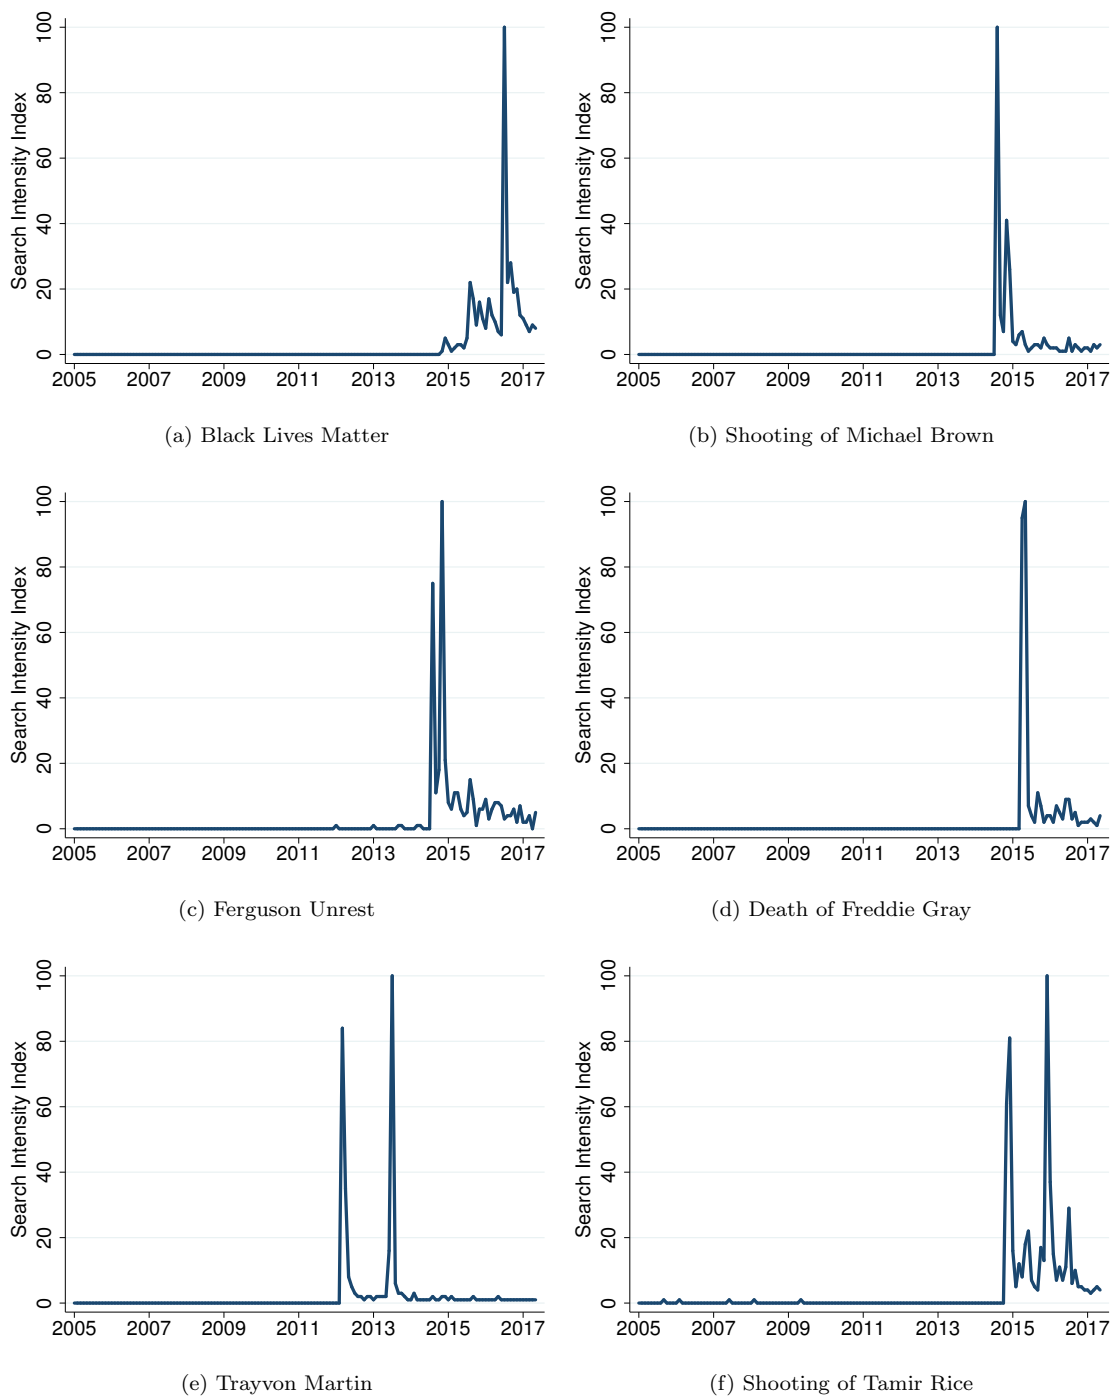 Search Intensity Index
100
80
60
40
20
0
2005 2007 2009 2011 2013 2015 2017
(a) Black Lives Matter
Search Intensity Index
100
80
60
40
20
0
2005 2007 2009 2011 2013 2015 2017
(b) Shooting of Michael Brown
Search Intensity Index
100
80
60
40
20
0
2005 2007 2009 2011 2013 2015 2017
(c) Ferguson Unrest
Search Intensity Index
100
80
60
40
20
0
2005 2007 2009 2011 2013 2015 2017
(d) Death of Freddie Gray
Search Intensity Index
100
80
60
40
20
0
2005 2007 2009 2011 2013 2015 2017
(e) Trayvon Martin
Search Intensity Index
100
80
60
40
20
0
2005 2007 2009 2011 2013 2015 2017
(f) Shooting of Tamir Rice